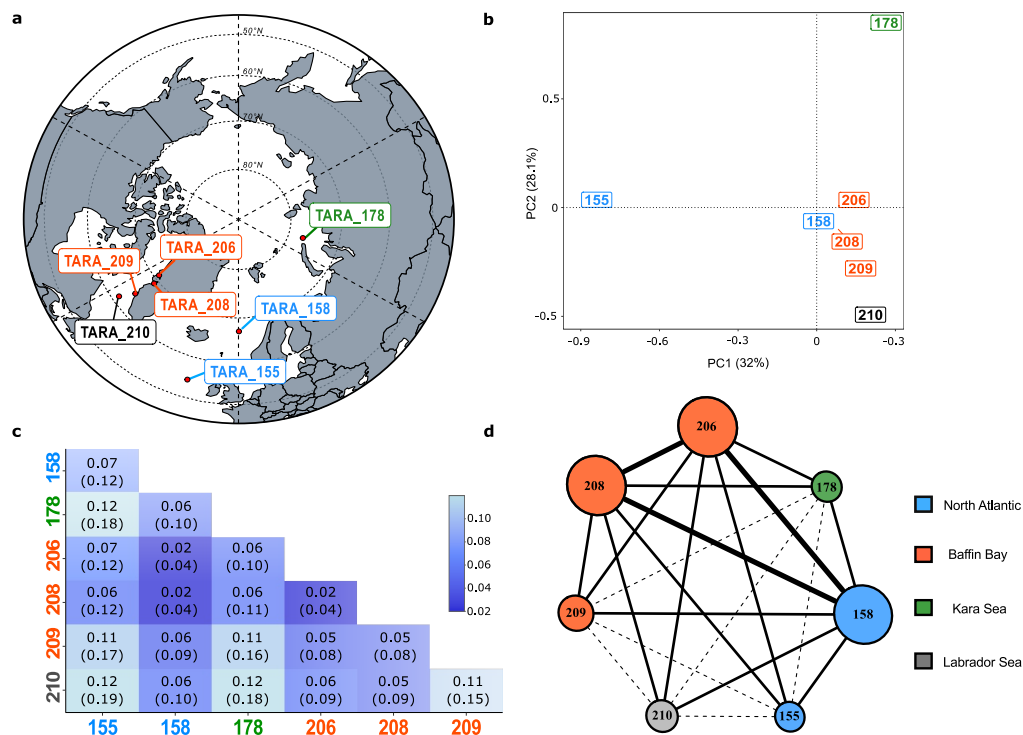 a
50°N
60°N
70°N
80°N
TARA_178
TARA_206
TARA_209
TARA_208
TARA_158
TARA_210
TARA_155
b
178
0.5
155
206
0
158
208
209
210
-0.5
-0.9
-0.6
-0.3
0
0.3
PC1 (32%)
PC2 (28.1%)
c
158
0.07
(0.12)
178
0.12 0.06
(0.18) (0.10)
206
0.07 0.02 0.06
(0.12) (0.04) (0.10)
208
0.06 0.02 0.06 0.02
(0.12) (0.04) (0.11) (0.04)
209
0.11 0.06 0.11 0.05 0.05
(0.17) (0.09) (0.16) (0.08) (0.08)
210
0.12 0.06 0.12 0.06 0.05 0.11
(0.19) (0.10) (0.18) (0.09) (0.09) (0.15)
155 158 178 206 208 209
0.10
0.08
0.06
0.04
0.02
d
206
208
178
209
158
210
155
North Atlantic
Baffin Bay
Kara Sea
Labrador Sea